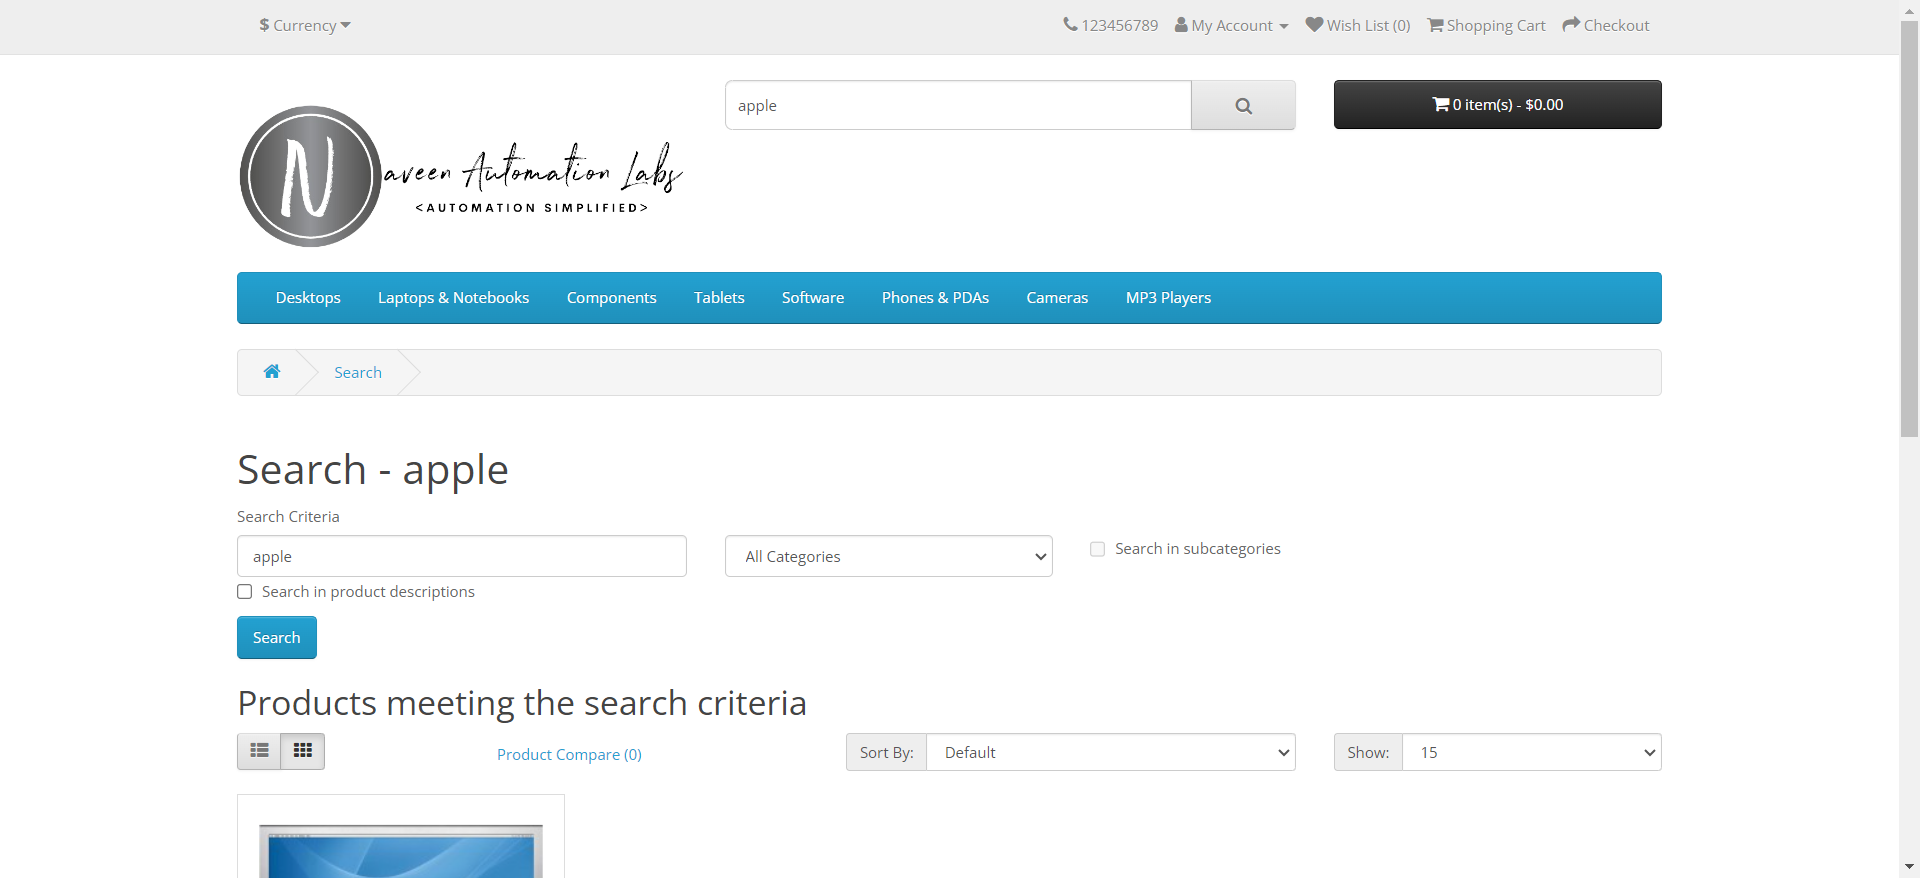 $ Currency
123456789 My Account Wish List (0) Shopping Cart Checkout
apple
0 item(s) - $0.00
Naveen Automation Labs
<AUTOMATION SIMPLIFIED>
Desktops Laptops & Notebooks Components Tablets Software Phones & PDAs Cameras MP3 Players
Search
Search - apple
Search Criteria
apple All Categories Search in subcategories
Search in product descriptions
Search
Products meeting the search criteria
Product Compare (0) Sort By: Default Show: 15